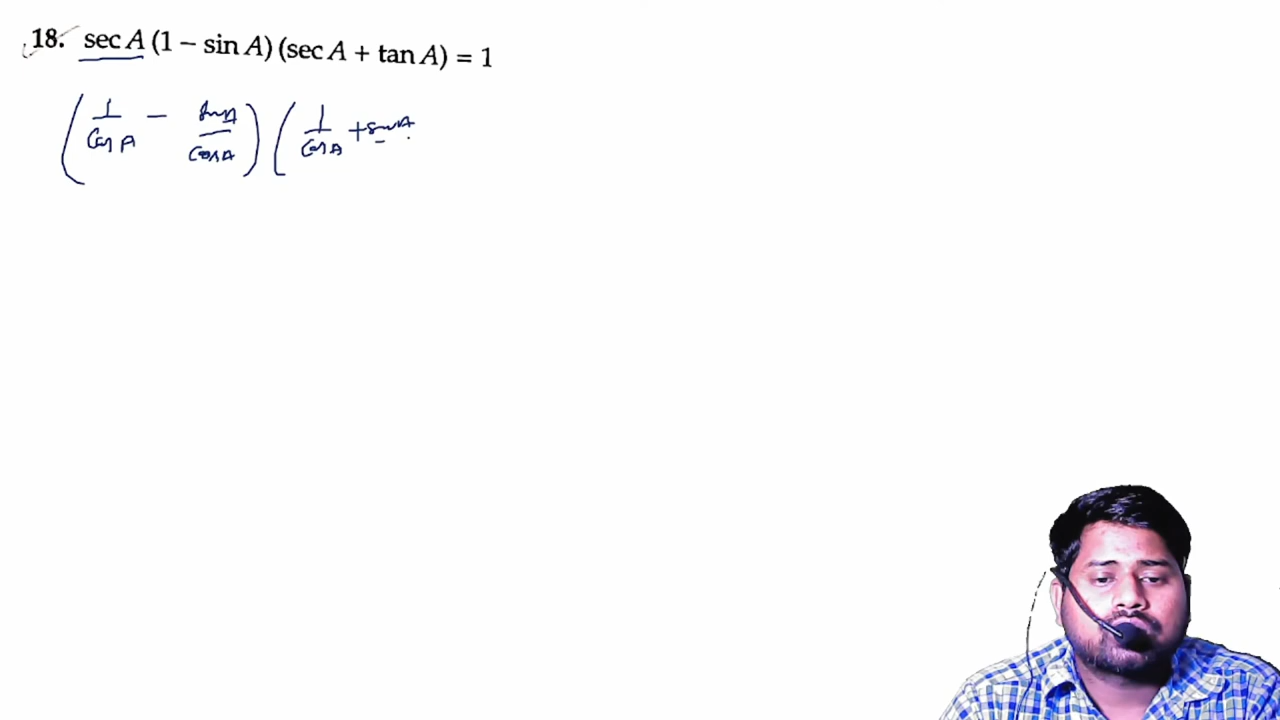 18. sec A (1 − sin A) (sec A + tan A) = 1
(1/cos A − sin A/cos A) (1/cos A + sin A